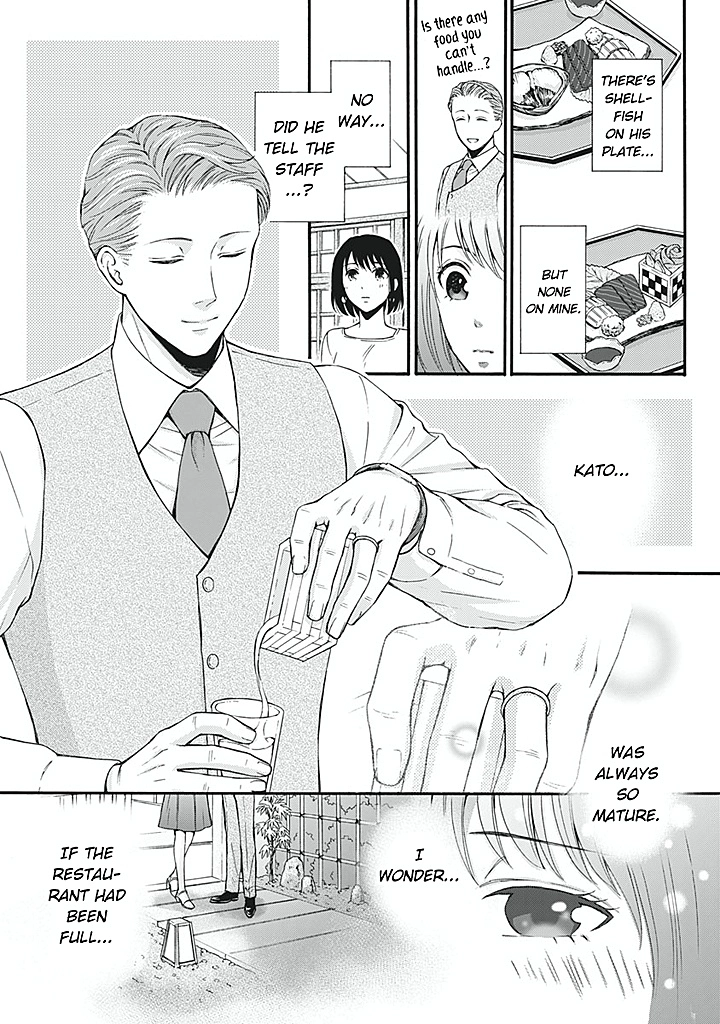 THERE'S
SHELL-
FISH
ON HIS
PLATE...
BUT
NONE
ON MINE.
Is there any
food you
can't
handle...?
NO
WAY...
DID HE
TELL THE
STAFF
...?
KATO...
WAS
ALWAYS
SO
MATURE.
I
WONDER...
IF THE
RESTAU-
RANT HAD
BEEN
FULL...